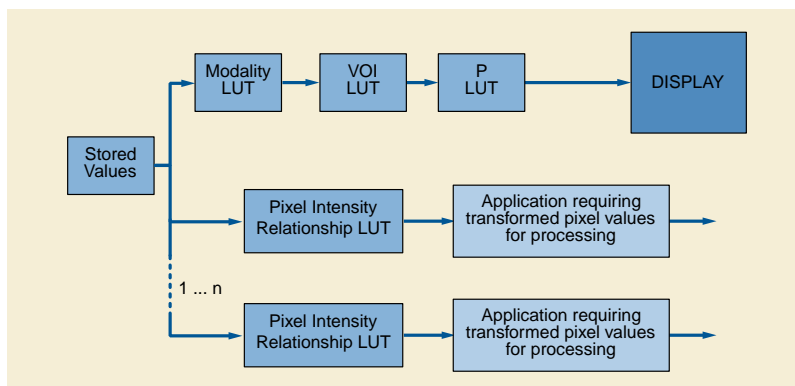 Modality
LUT
VOI
LUT
P
LUT
DISPLAY
Stored
Values
Pixel Intensity
Relationship LUT
Application requiring
transformed pixel values
for processing
1 ... n
Pixel Intensity
Relationship LUT
Application requiring
transformed pixel values
for processing